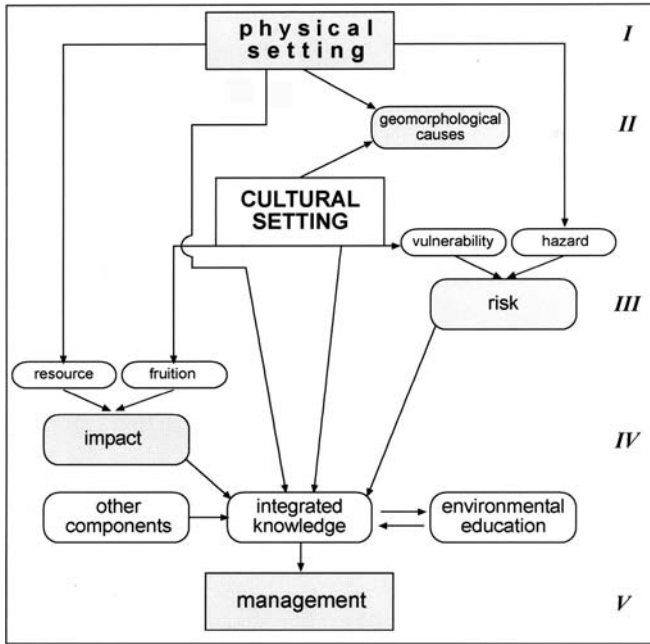 physical
setting
I
geomorphological
causes
II
CULTURAL
SETTING
vulnerability
hazard
risk
III
resource
fruition
impact
IV
other
components
integrated
knowledge
environmental
education
management
V